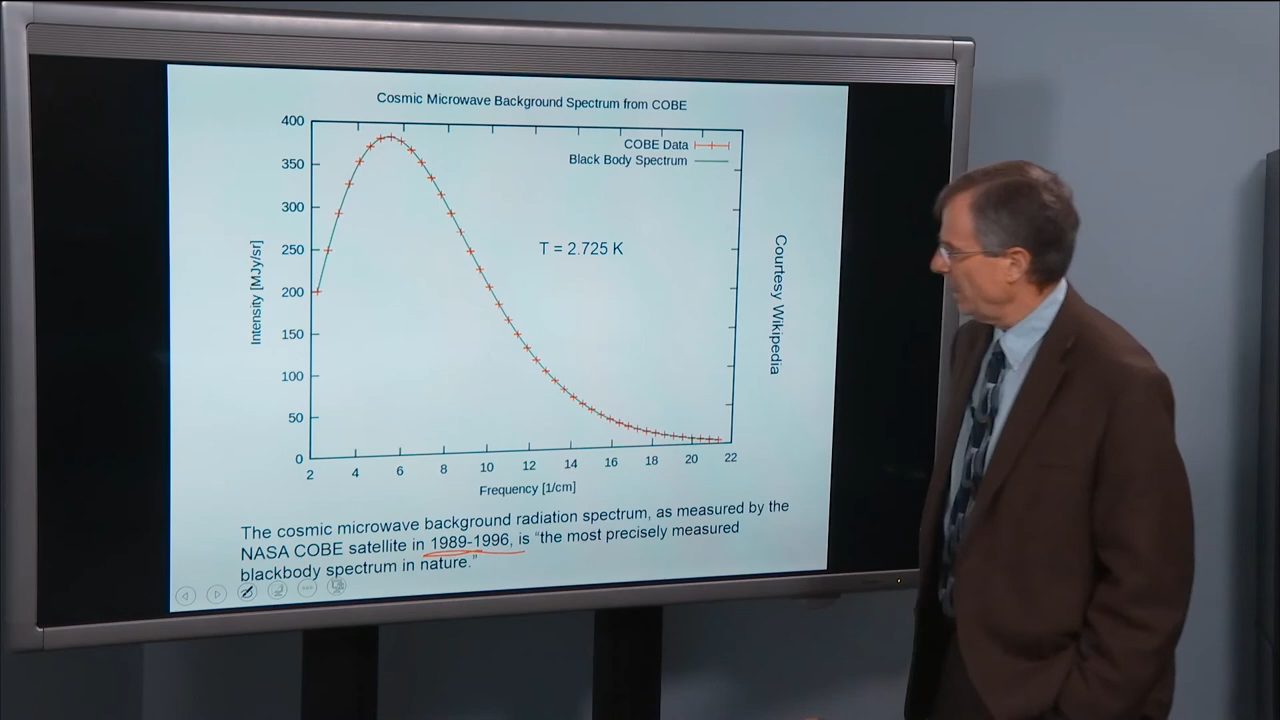 Cosmic Microwave Background Spectrum from COBE
400
350
300
250
200
150
100
50
0
Intensity [MJy/sr]
COBE Data
Black Body Spectrum
T = 2.725 K
Courtesy Wikipedia
2 4 6 8 10 12 14 16 18 20 22
Frequency [1/cm]
The cosmic microwave background radiation spectrum, as measured by the
NASA COBE satellite in 1989-1996, is “the most precisely measured
blackbody spectrum in nature.”